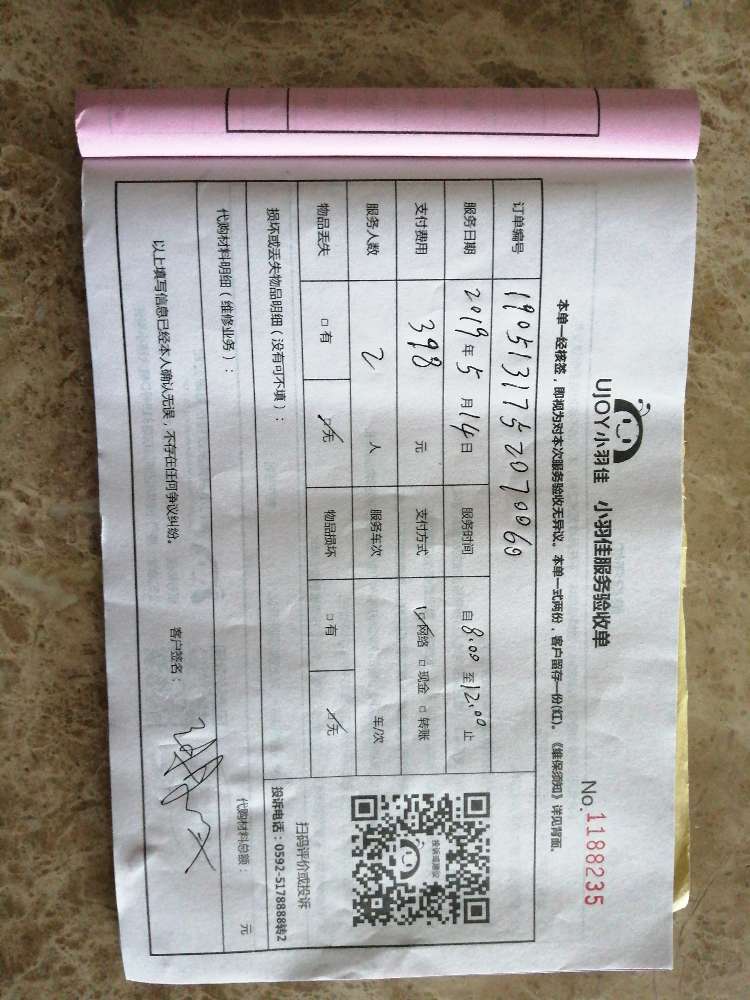 UJOY小羽佳 小羽佳服务验收单
No.1188235
本单一经核签，即视为对本次服务验收无异议。本单一式两份，客户留存一份(红)。《维保须知》详见背面。
订单编号 1905131752070060
服务日期 2019年5月14日 服务时间 自8:00至12:00止
支付费用 398元 支付方式 ☑网络 □现金 □转账
服务人数 2人 服务车次 车/次
物品丢失 □有 ☑无 物品损坏 □有 ☑无
投诉或建议
扫码评价或投诉
投诉电话：0592-5178888转2
损坏或丢失物品明细（没有可不填）：
代购材料明细（维修业务）： 代购材料总额： 元
以上填写信息已经本人确认无误，不存在任何争议纠纷。 客户签名：